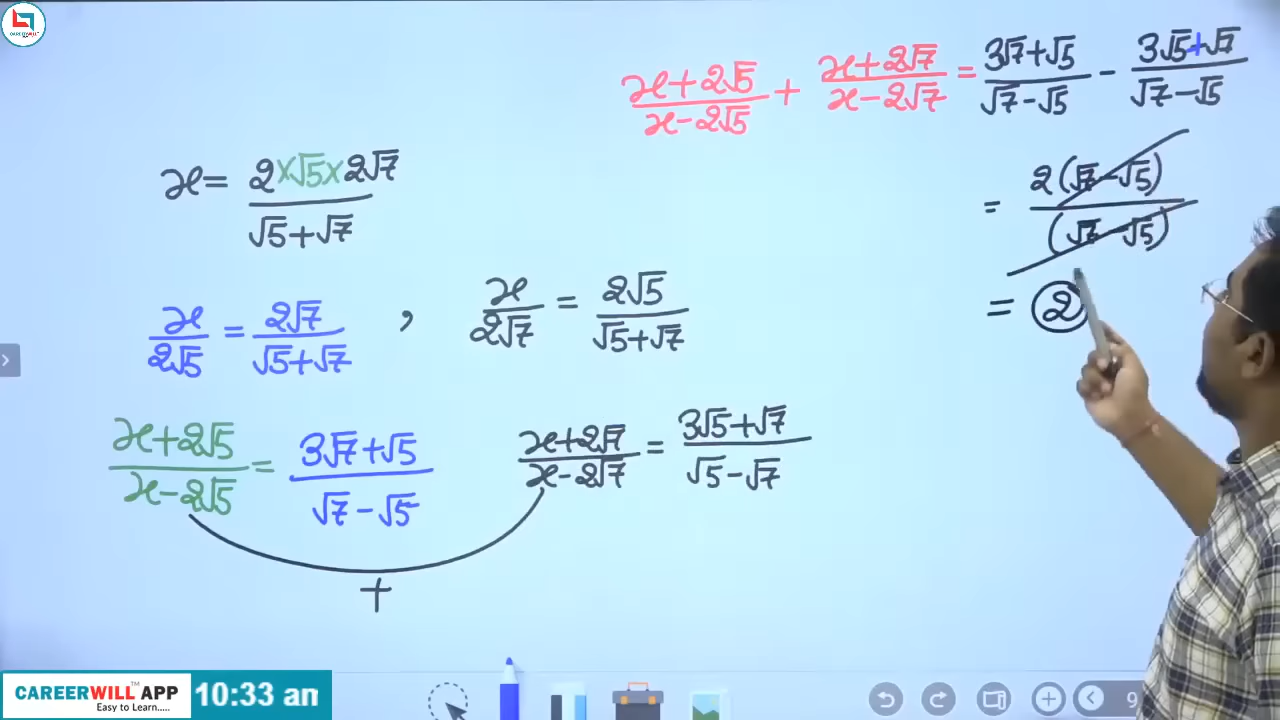 CAREERWILL
(x+2√5)/(x-2√5) + (x+2√7)/(x-2√7) = (3√7+√5)/(√7-√5) - (3√5+√7)/(√7-√5)
= 2(√7-√5)/(√7-√5)
= 2
x = (2×√5×2√7)/(√5+√7)
x/2√5 = 2√7/(√5+√7) , x/2√7 = 2√5/(√5+√7)
(x+2√5)/(x-2√5) = (3√7+√5)/(√7-√5)
(x+2√7)/(x-2√7) = (3√5+√7)/(√5-√7)
+
CAREERWILL™ APP
Easy to Learn.....
10:33 an
9